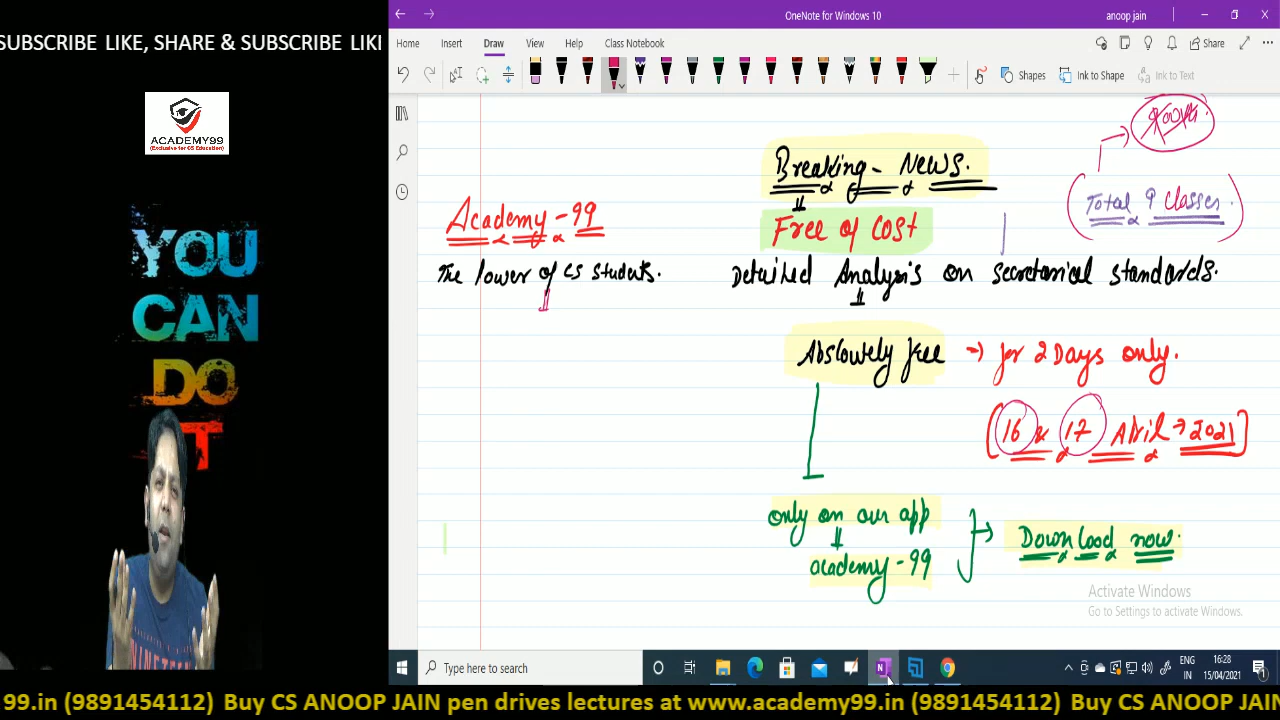 SUBSCRIBE LIKE, SHARE & SUBSCRIBE LIKI
ACADEMY99
(Exclusive for CS Education)
YOU
CAN
DO
OneNote for Windows 10
anoop jain
Home Insert Draw View Help Class Notebook
Share
Shapes Ink to Shape Ink to Text
Breaking - News.
Total 9 classes.
Academy - 99
Free of cost
The power of CS students.
Detailed Analysis on secretarial standards.
Absloutely free → for 2 Days only.
(16 & 17 April → 2021)
only on our app
Download now.
academy - 99
Activate Windows
Go to Settings to activate Windows.
Type here to search
ENG
IN
16:28
15/04/2021
99.in (9891454112) Buy CS ANOOP JAIN pen drives lectures at www.academy99.in (9891454112) Buy CS ANOOP JAIN